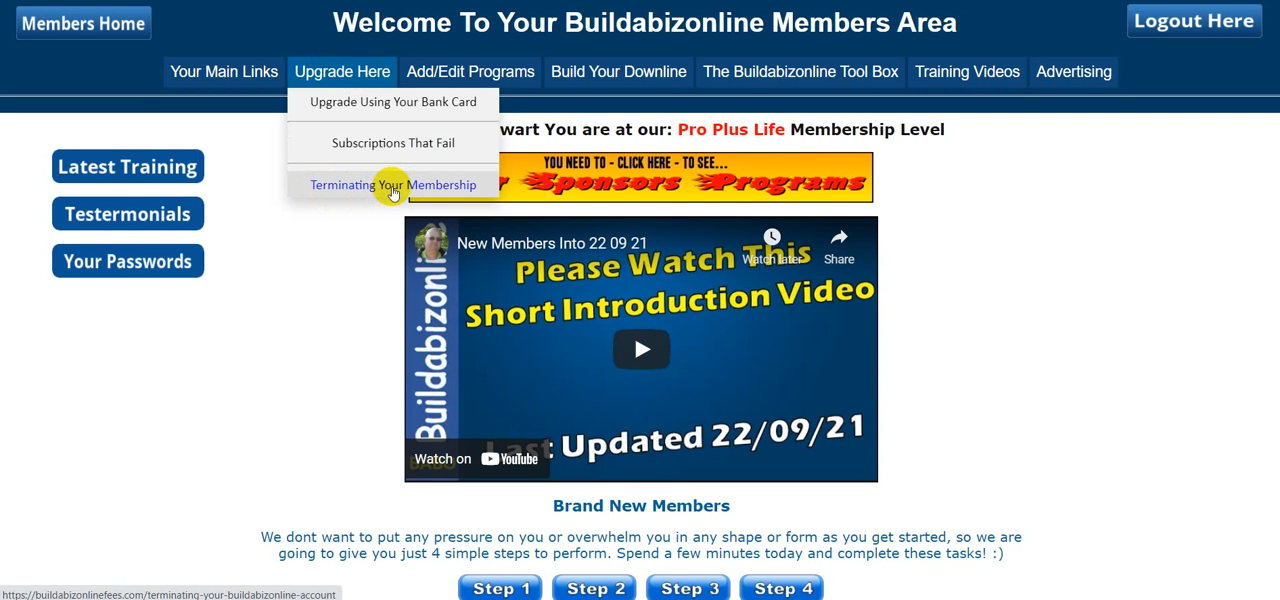 Members Home
Welcome To Your Buildabizonline Members Area
Logout Here
Your Main Links
Upgrade Here
Add/Edit Programs
Build Your Downline
The Buildabizonline Tool Box
Training Videos
Advertising
Upgrade Using Your Bank Card
Subscriptions That Fail
Terminating Your Membership
wart You are at our: Pro Plus Life Membership Level
YOU NEED TO - CLICK HERE - TO SEE...
r Sponsors Programs
Latest Training
Testermonials
Your Passwords
New Members Into 22 09 21
Watch later
Share
Please Watch This
Short Introduction Video
Buildabizonline
Last Updated 22/09/21
Watch on YouTube
Brand New Members
We dont want to put any pressure on you or overwhelm you in any shape or form as you get started, so we are
going to give you just 4 simple steps to perform. Spend a few minutes today and complete these tasks! :)
Step 1
Step 2
Step 3
Step 4
https://buildabizonlinefees.com/terminating-your-buildabizonline-account